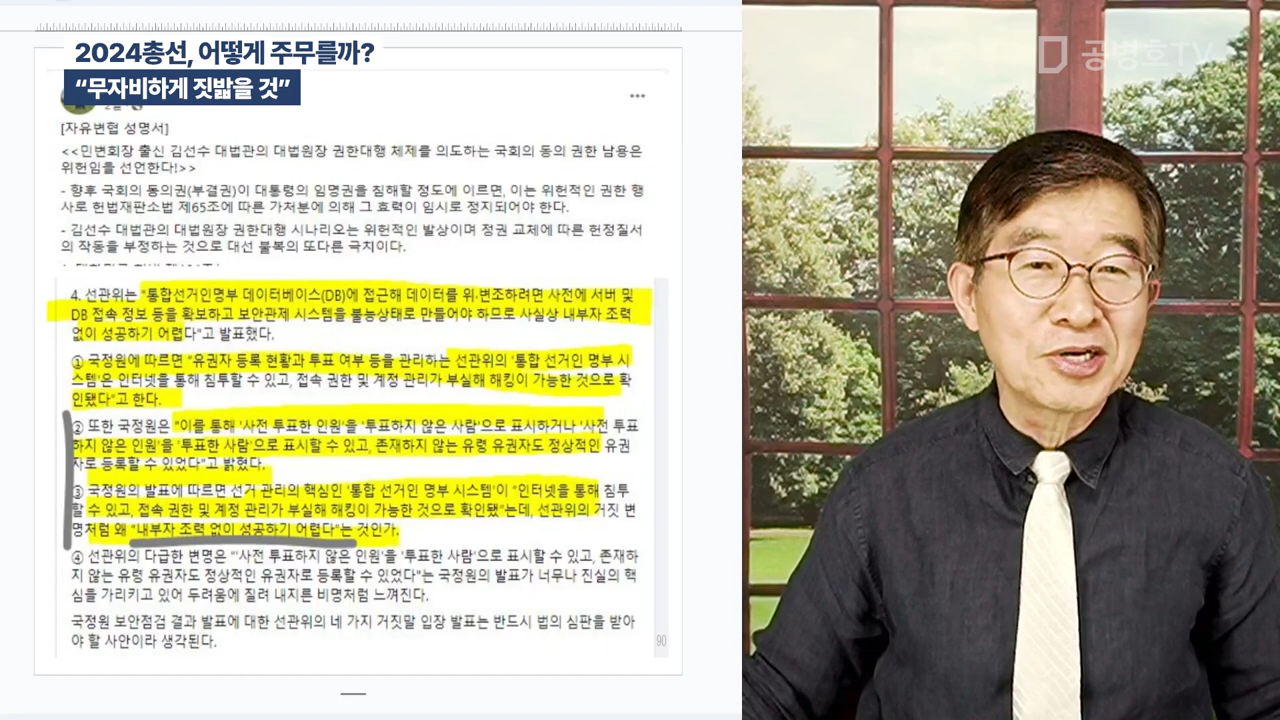 2024총선, 어떻게 주무를까?
“무자비하게 짓밟을 것”
공병호TV
[자유변협 성명서]
<<민변회장 출신 김선수 대법관의 대법원장 권한대행 체제를 의도하는 국회의 동의 권한 남용은
위헌임을 선언한다!>>
- 향후 국회의 동의권(부결권)이 대통령의 임명권을 침해할 정도에 이르면, 이는 위헌적인 권한 행
사로 헌법재판소법 제65조에 따른 가처분에 의해 그 효력이 임시로 정지되어야 한다.
- 김선수 대법관의 대법원장 권한대행 시나리오는 위헌적인 발상이며 정권 교체에 따른 헌정질서
의 작동을 부정하는 것으로 대선 불복의 또다른 극치이다.
4. 선관위는 "통합선거인명부 데이터베이스(DB)에 접근해 데이터를 위·변조하려면 사전에 서버 및
DB 접속 정보 등을 확보하고 보안관제 시스템을 불능상태로 만들어야 하므로 사실상 내부자 조력
없이 성공하기 어렵다"고 발표했다.
① 국정원에 따르면 "유권자 등록 현황과 투표 여부 등을 관리하는 선관위의 '통합 선거인 명부 시
스템'은 인터넷을 통해 침투할 수 있고, 접속 권한 및 계정 관리가 부실해 해킹이 가능한 것으로 확
인됐다"고 한다.
② 또한 국정원은 "이를 통해 '사전 투표한 인원'을 '투표하지 않은 사람'으로 표시하거나 '사전 투표
하지 않은 인원'을 '투표한 사람'으로 표시할 수 있고, 존재하지 않는 유령 유권자도 정상적인 유권
자로 등록할 수 있었다"고 밝혔다.
③ 국정원의 발표에 따르면 선거 관리의 핵심인 '통합 선거인 명부 시스템'이 "인터넷을 통해 침투
할 수 있고, 접속 권한 및 계정 관리가 부실해 해킹이 가능한 것으로 확인됐"는데, 선관위의 거짓 변
명처럼 왜 "내부자 조력 없이 성공하기 어렵다"는 것인가.
④ 선관위의 다급한 변명은 "'사전 투표하지 않은 인원'을 '투표한 사람'으로 표시할 수 있고, 존재하
지 않는 유령 유권자도 정상적인 유권자로 등록할 수 있었다"는 국정원의 발표가 너무나 진실의 핵
심을 가리키고 있어 두려움에 질려 내지른 비명처럼 느껴진다.
국정원 보안점검 결과 발표에 대한 선관위의 네 가지 거짓말 입장 발표는 반드시 법의 심판을 받아
야 할 사안이라 생각된다.
90